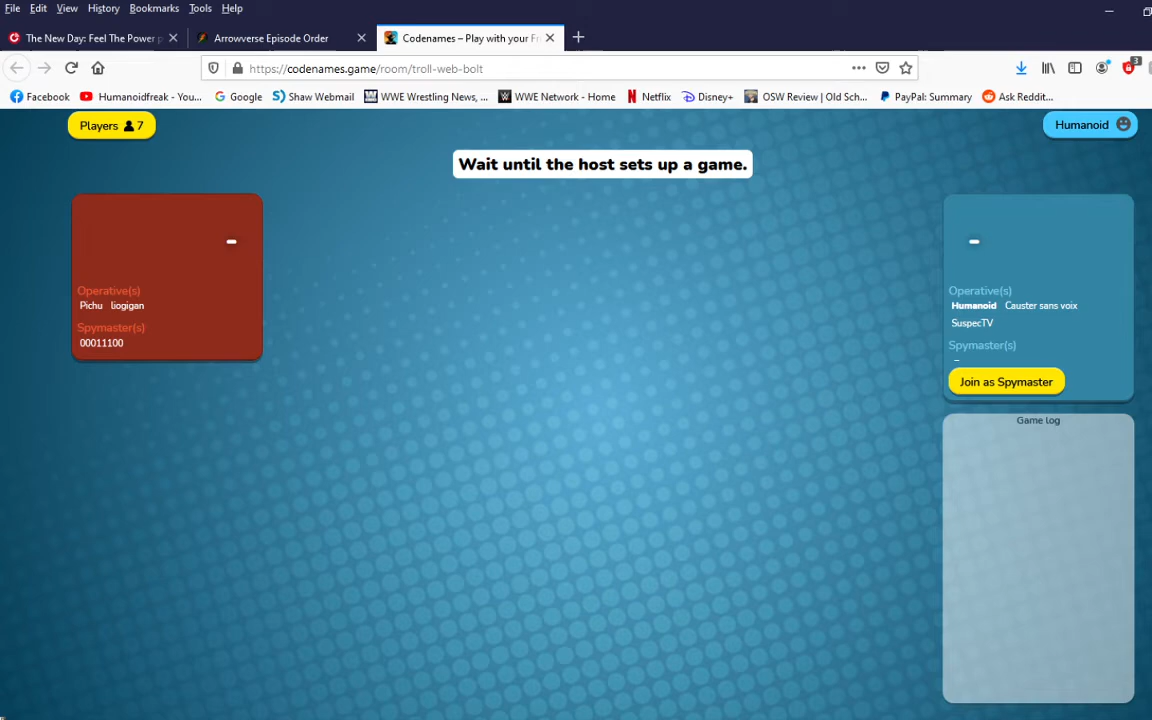 File Edit View History Bookmarks Tools Help
The New Day: Feel The Power p
Arrowverse Episode Order
Codenames – Play with your Fr
https://codenames.game/room/troll-web-bolt
3
Facebook Humanoidfreak - You... Google Shaw Webmail WWE Wrestling News, ... WWE Network - Home Netflix Disney+ OSW Review | Old Sch... PayPal: Summary Ask Reddit...
Players 7
Humanoid
Wait until the host sets up a game.
-
Operative(s)
Pichu liogigan
Spymaster(s)
00011100
-
Operative(s)
Humanoid Causter sans voix
SuspecTV
Spymaster(s)
–
Join as Spymaster
Game log